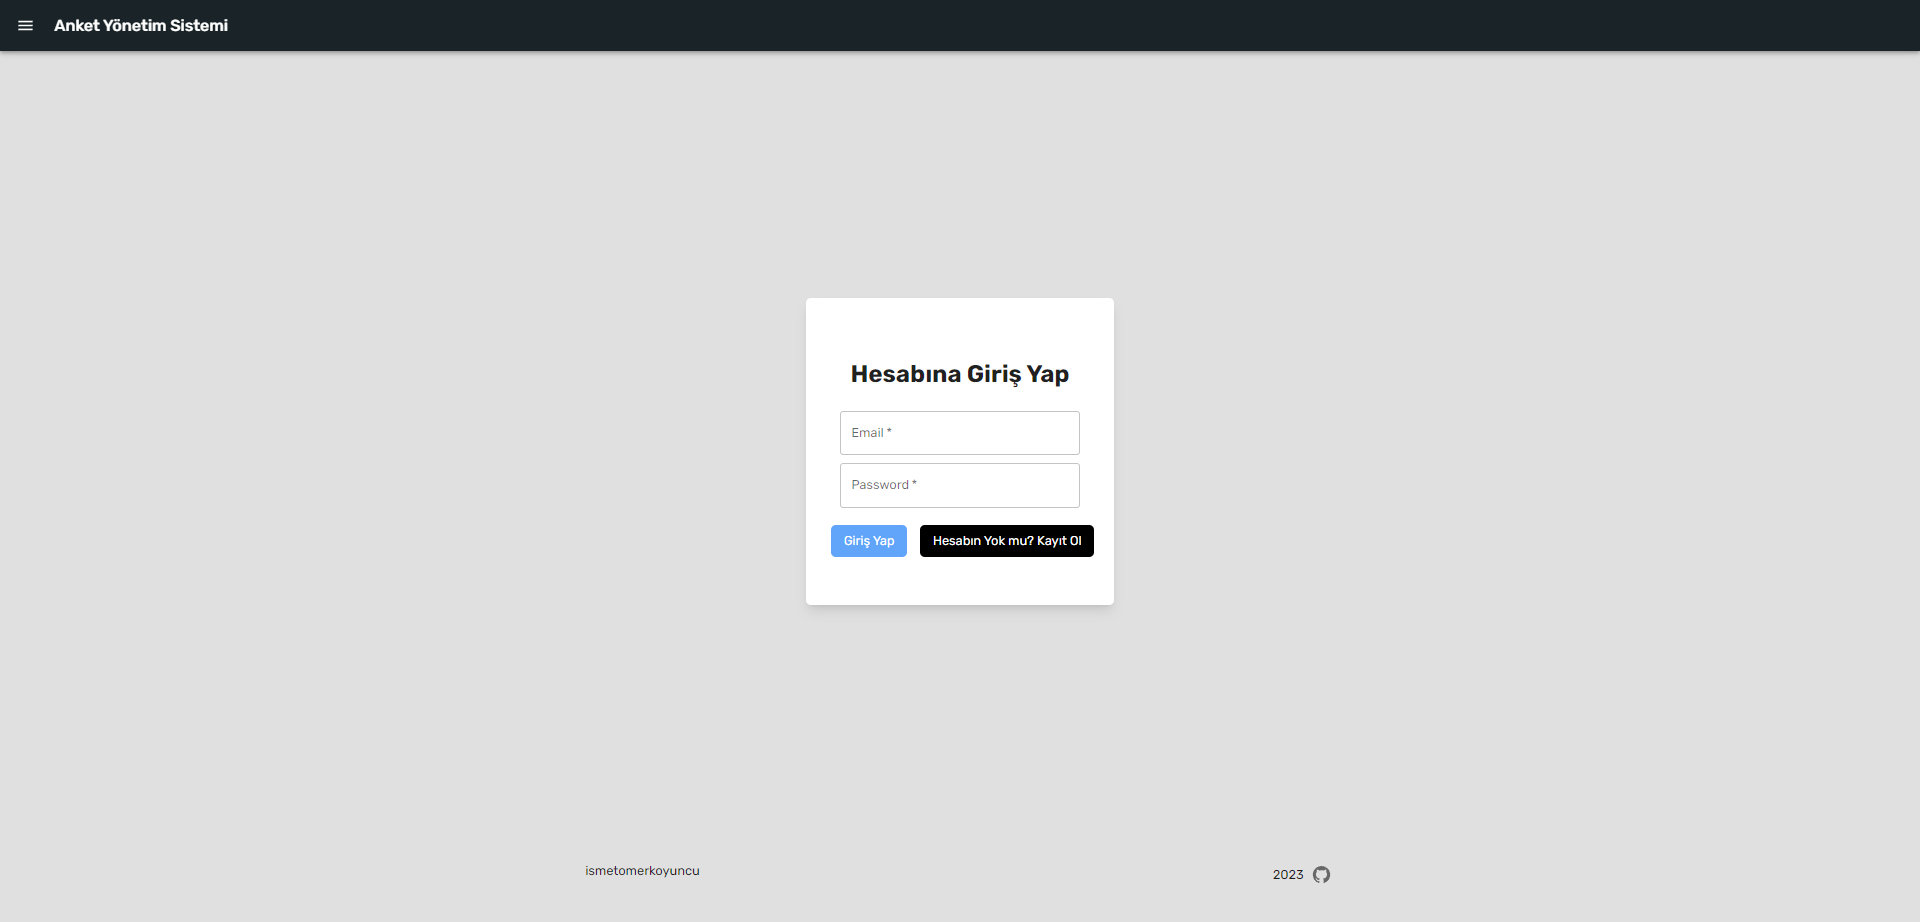 Anket Yönetim Sistemi
Hesabına Giriş Yap
Email *
Password *
Giriş Yap
Hesabın Yok mu? Kayıt Ol
ismetomerkoyuncu
2023